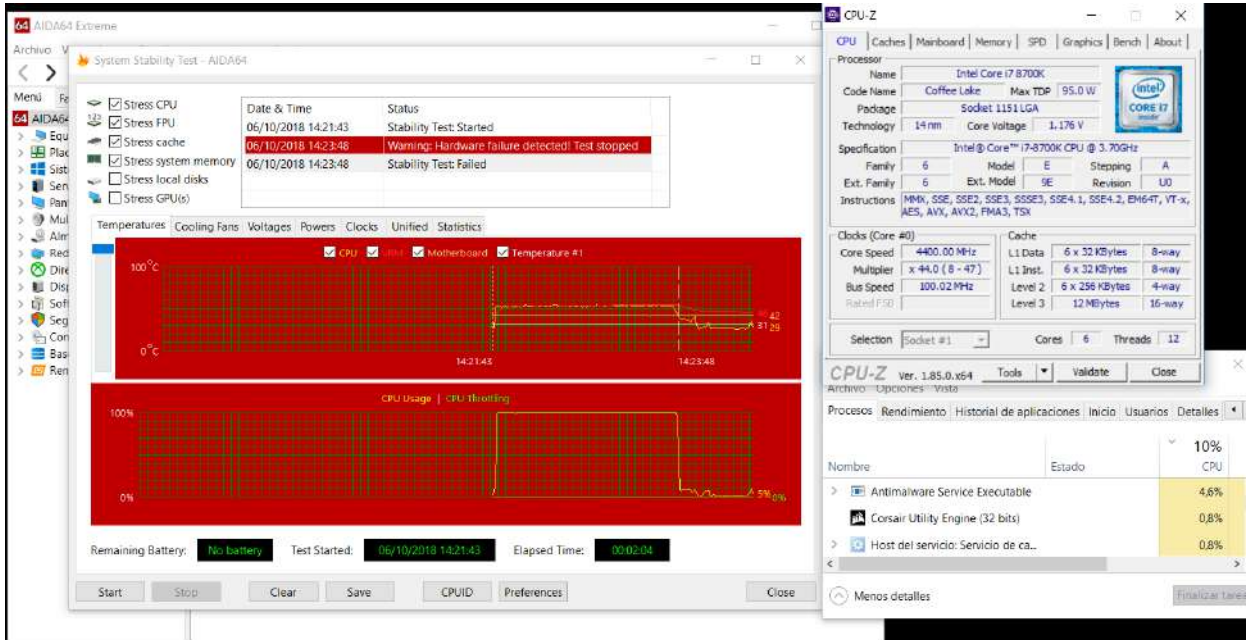 64 AIDA64 Extreme
Archivo
Menú
64 AIDA64
System Stability Test - AIDA64
Stress CPU
Stress FPU
Stress cache
Stress system memory
Stress local disks
Stress GPU(s)
Date & Time Status
06/10/2018 14:21:43 Stability Test: Started
06/10/2018 14:23:48 Warning: Hardware failure detected! Test stopped
06/10/2018 14:23:48 Stability Test: Failed
Temperatures Cooling Fans Voltages Powers Clocks Unified Statistics
CPU Motherboard Temperature #1
100°C
0°C
42
31 29
14:21:43 14:23:48
CPU Usage | CPU Throttling
100%
0%
5% 0%
Remaining Battery: No battery Test Started: 06/10/2018 14:21:43 Elapsed Time: 00:02:04
Start Stop Clear Save CPUID Preferences Close
CPU-Z
CPU Caches Mainboard Memory SPD Graphics Bench About
Processor
Name Intel Core i7 8700K
Code Name Coffee Lake Max TDP 95.0 W
Package Socket 1151 LGA
Technology 14 nm Core Voltage 1.176 V
(intel)
CORE i7
inside
Specification Intel® Core™ i7-8700K CPU @ 3.70GHz
Family 6 Model E Stepping A
Ext. Family 6 Ext. Model 9E Revision U0
Instructions MMX, SSE, SSE2, SSE3, SSSE3, SSE4.1, SSE4.2, EM64T, VT-x,
AES, AVX, AVX2, FMA3, TSX
Clocks (Core #0)
Core Speed 4400.00 MHz
Multiplier x 44.0 ( 8 - 47 )
Bus Speed 100.02 MHz
Rated FSB
Cache
L1 Data 6 x 32 KBytes 8-way
L1 Inst. 6 x 32 KBytes 8-way
Level 2 6 x 256 KBytes 4-way
Level 3 12 MBytes 16-way
Selection Socket #1 Cores 6 Threads 12
CPU-Z Ver. 1.85.0.x64 Tools Validate Close
Archivo Opciones Vista
Procesos Rendimiento Historial de aplicaciones Inicio Usuarios Detalles
10%
Nombre Estado CPU
Antimalware Service Executable 4,6%
Corsair Utility Engine (32 bits) 0,8%
Host del servicio: Servicio de ca... 0,8%
Menos detalles Finalizar tarea